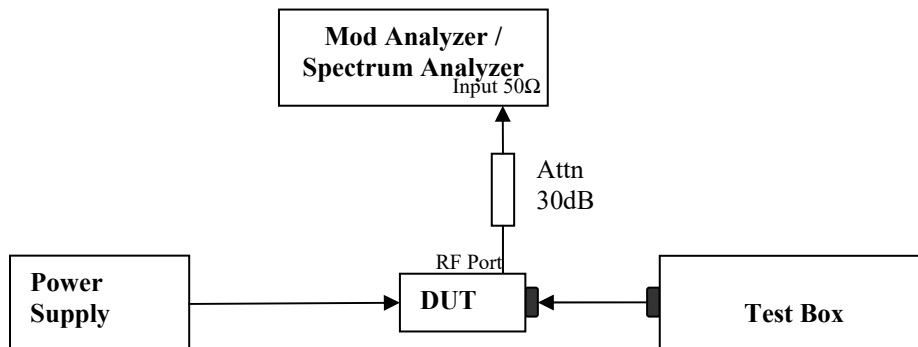 Mod Analyzer /
Spectrum Analyzer
Input 50Ω
Attn
30dB
RF Port
Power
Supply
DUT
Test Box